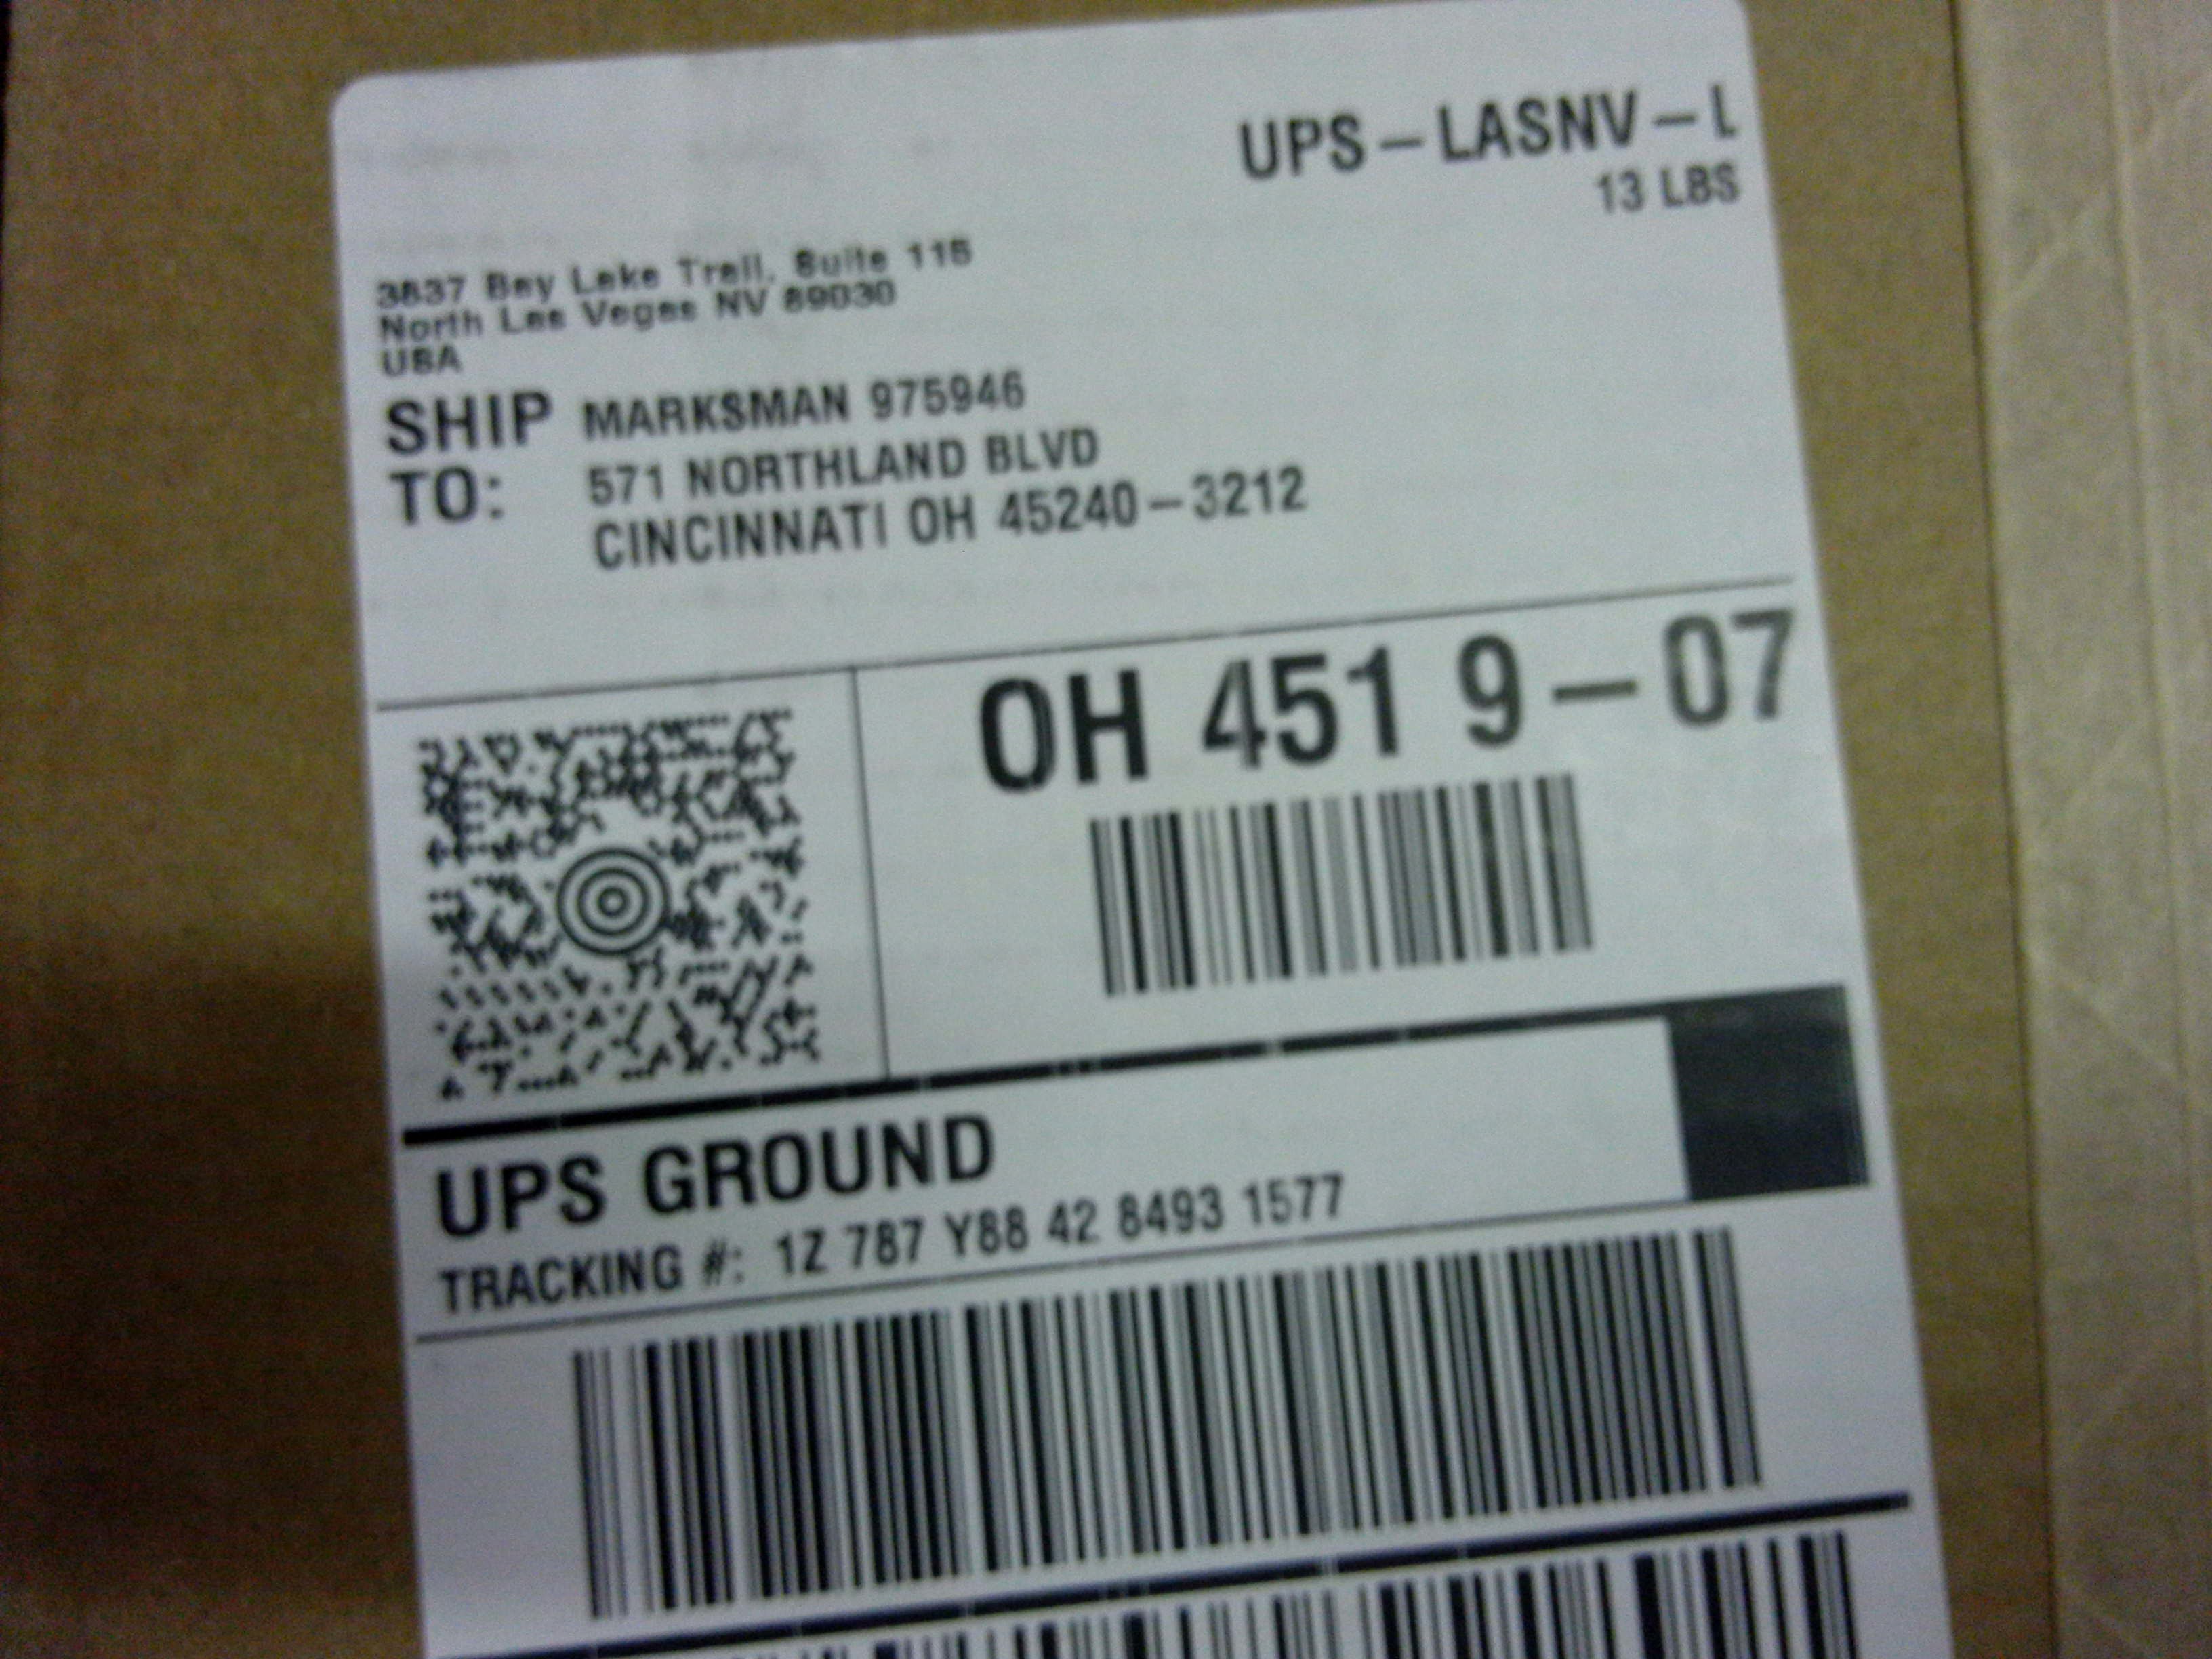 UPS-LASNV-L
13 LBS
3837 Bay Lake Trail, Suite 115
North Las Vegas NV 89030
USA
SHIP TO: MARKSMAN 975946
571 NORTHLAND BLVD
CINCINNATI OH 45240-3212
OH 451 9-07
UPS GROUND
TRACKING #: 1Z 787 Y88 42 8493 1577